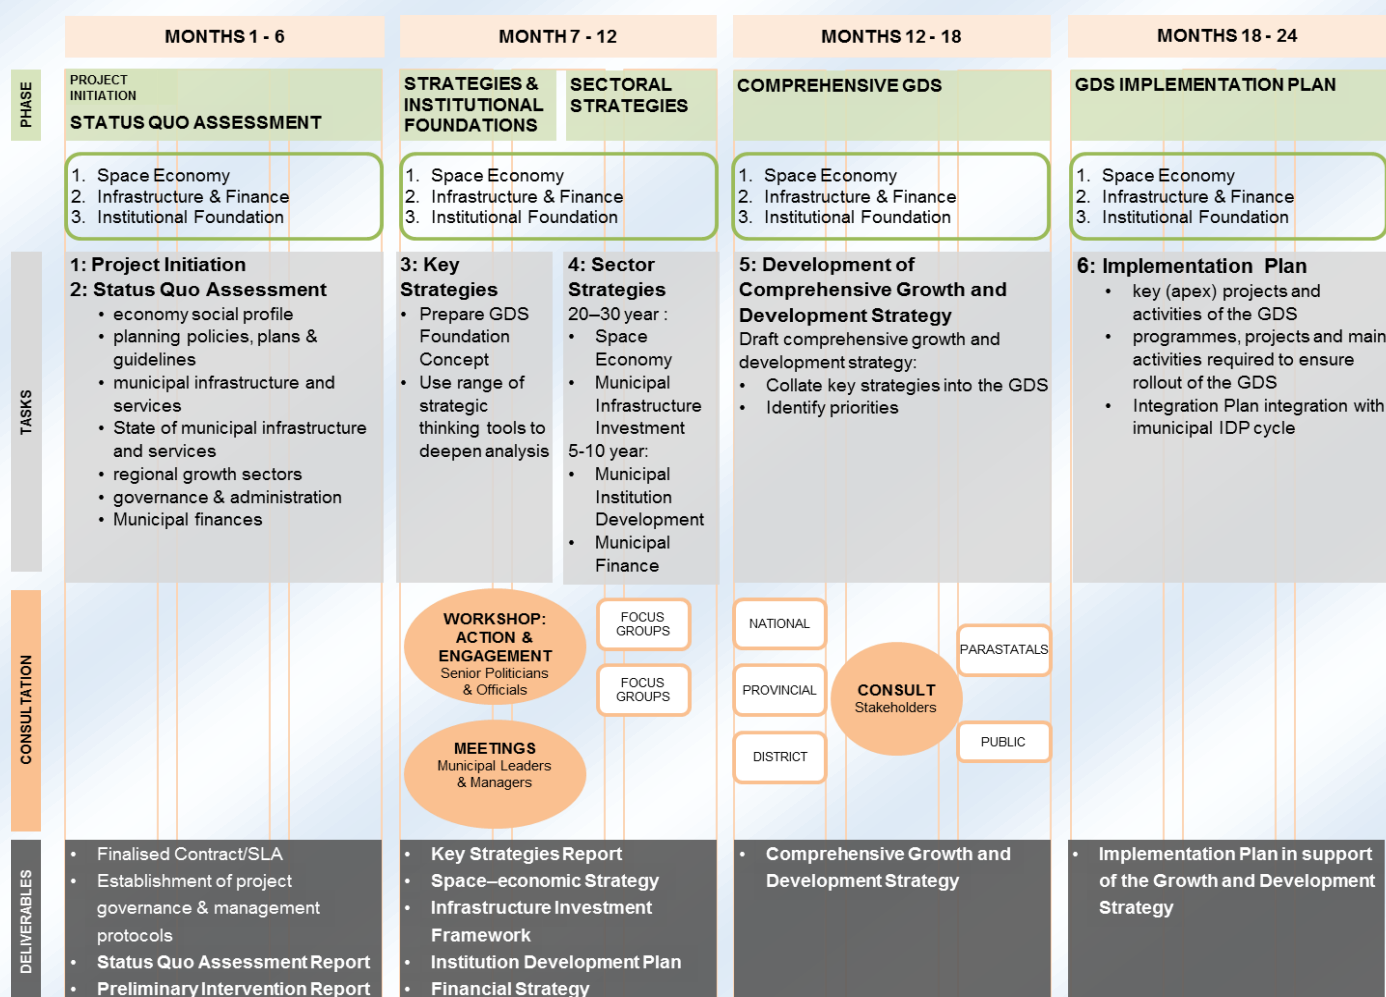 MONTHS 1 - 6
MONTH 7 - 12
MONTHS 12 - 18
MONTHS 18 - 24
PHASE
PROJECT
INITIATION
STATUS QUO ASSESSMENT
STRATEGIES &
INSTITUTIONAL
FOUNDATIONS
SECTORAL
STRATEGIES
COMPREHENSIVE GDS
GDS IMPLEMENTATION PLAN
1. Space Economy
2. Infrastructure & Finance
3. Institutional Foundation
1. Space Economy
2. Infrastructure & Finance
3. Institutional Foundation
1. Space Economy
2. Infrastructure & Finance
3. Institutional Foundation
1. Space Economy
2. Infrastructure & Finance
3. Institutional Foundation
TASKS
1: Project Initiation
2: Status Quo Assessment
• economy social profile
• planning policies, plans &
guidelines
• municipal infrastructure and
services
• State of municipal infrastructure
and services
• regional growth sectors
• governance & administration
• Municipal finances
3: Key
Strategies
• Prepare GDS
Foundation
Concept
• Use range of
strategic
thinking tools to
deepen analysis
4: Sector
Strategies
20–30 year :
• Space
Economy
• Municipal
Infrastructure
Investment
5-10 year:
• Municipal
Institution
Development
• Municipal
Finance
5: Development of
Comprehensive Growth and
Development Strategy
Draft comprehensive growth and
development strategy:
• Collate key strategies into the GDS
• Identify priorities
6: Implementation Plan
• key (apex) projects and
activities of the GDS
• programmes, projects and main
activities required to ensure
rollout of the GDS
• Integration Plan integration with
imunicipal IDP cycle
CONSULTATION
WORKSHOP:
ACTION &
ENGAGEMENT
Senior Politicians
& Officials
MEETINGS
Municipal Leaders
& Managers
FOCUS
GROUPS
FOCUS
GROUPS
NATIONAL
PROVINCIAL
DISTRICT
CONSULT
Stakeholders
PARASTATALS
PUBLIC
DELIVERABLES
• Finalised Contract/SLA
• Establishment of project
governance & management
protocols
• Status Quo Assessment Report
• Preliminary Intervention Report
• Key Strategies Report
• Space–economic Strategy
• Infrastructure Investment
Framework
• Institution Development Plan
• Financial Strategy
• Comprehensive Growth and
Development Strategy
• Implementation Plan in support
of the Growth and Development
Strategy